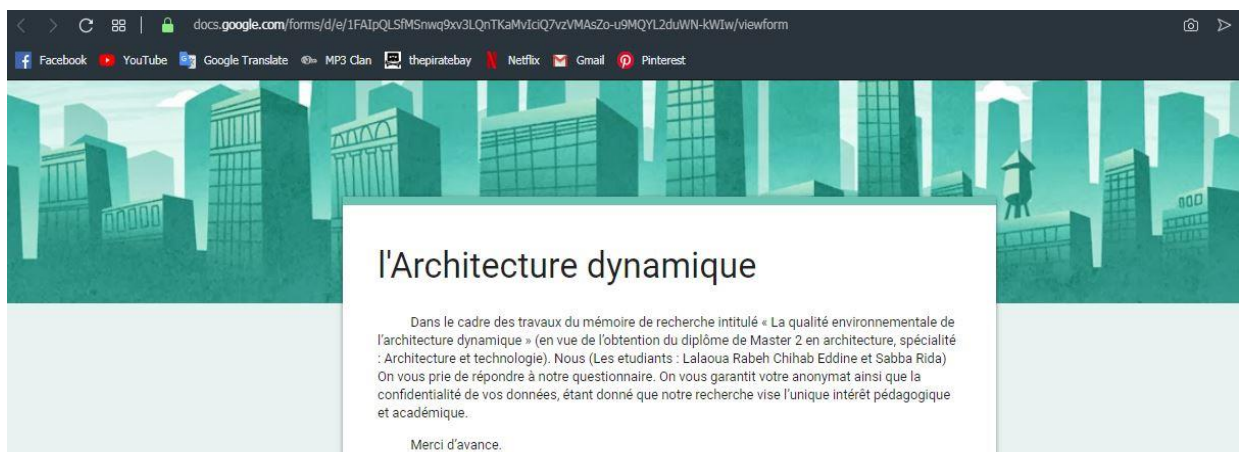 docs.google.com/forms/d/e/1FAIpQLSfMSnwq9xv3LQnTKaMvIciQ7vzVMAsZo-u9MQYL2duWN-kWIw/viewform
Facebook YouTube Google Translate MP3 Clan thepiratebay Netflix Gmail Pinterest
l'Architecture dynamique
Dans le cadre des travaux du mémoire de recherche intitulé « La qualité environnementale de
l'architecture dynamique » (en vue de l'obtention du diplôme de Master 2 en architecture, spécialité
: Architecture et technologie). Nous (Les etudiants : Lalaoua Rabeh Chihab Eddine et Sabba Rida)
On vous prie de répondre à notre questionnaire. On vous garantit votre anonymat ainsi que la
confidentialité de vos données, étant donné que notre recherche vise l'unique intérêt pédagogique
et académique.
Merci d'avance.